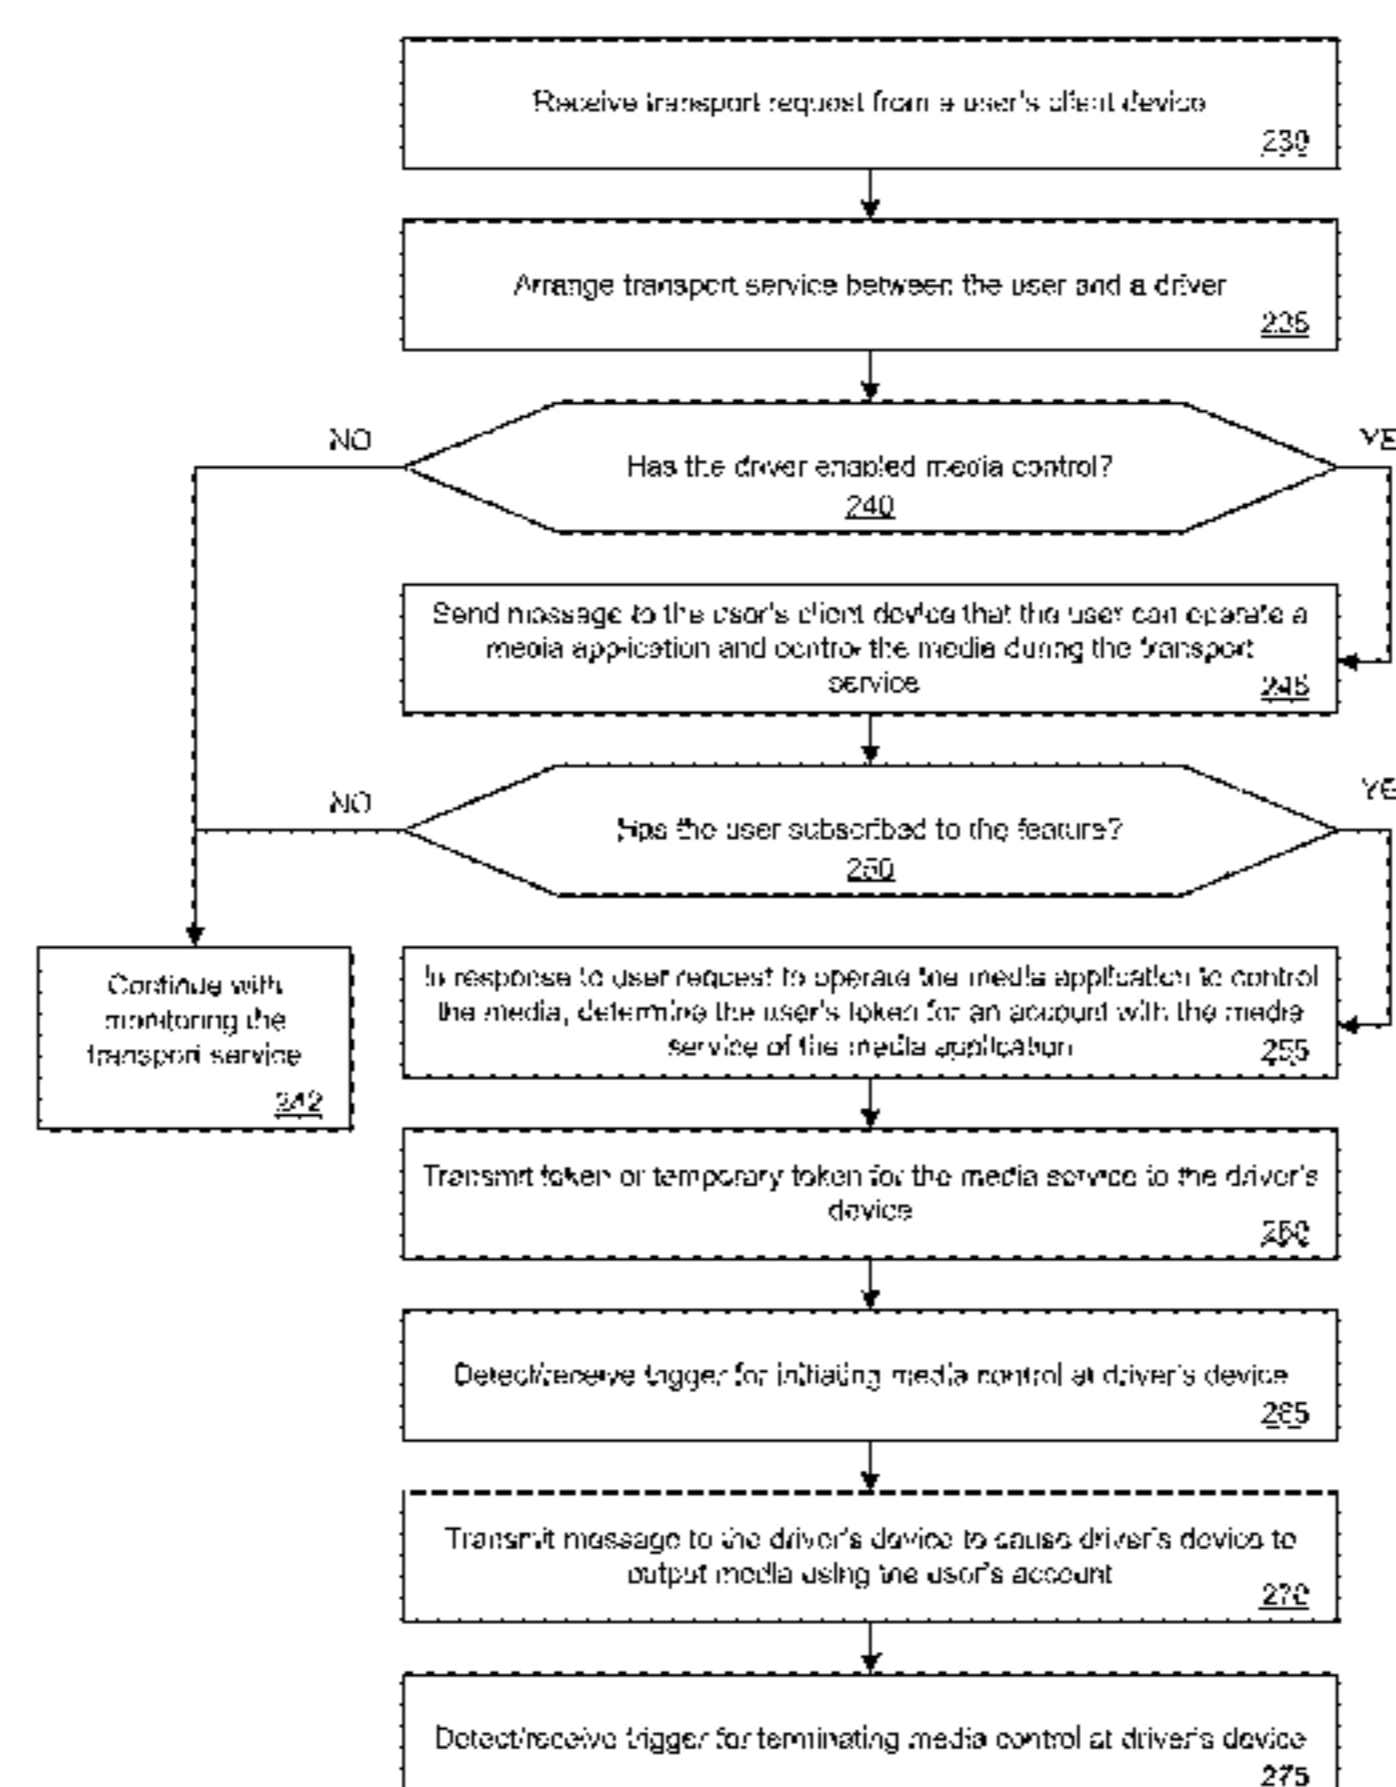 Receive transport request from a user's client device
230
Arrange transport service between the user and a driver
235
NO
YE
Has the driver enabled media control?
240
Send message to the user's client device that the user can operate a
media application and control the media during the transport
service
245
NO
YE
Has the user subscribed to the feature?
250
Continue with
monitoring the
transport service
242
In response to user request to operate the media application to control
the media, determine the user's token for an account with the media
service of the media application
255
Transmit token or temporary token for the media service to the driver's
device
260
Detect/receive trigger for initiating media control at driver's device
265
Transmit message to the driver's device to cause driver's device to
output media using the user's account
270
Detect/receive trigger for terminating media control at driver's device
275